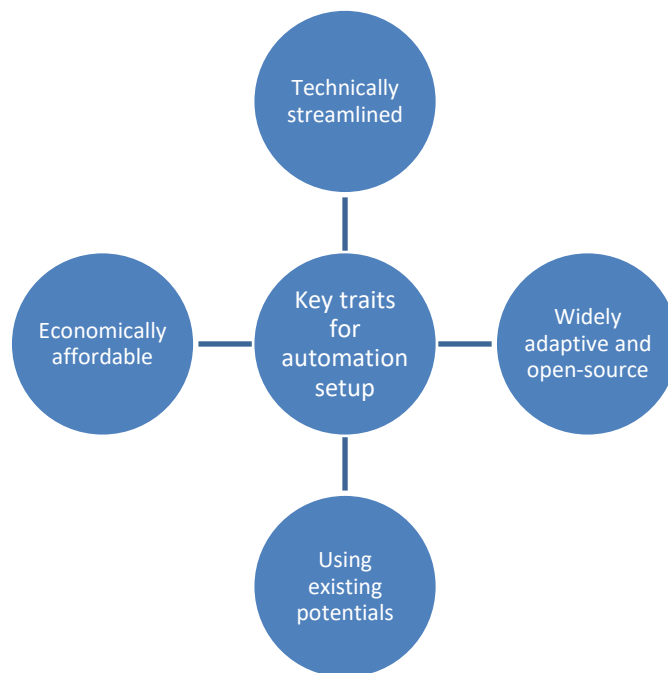 Technically
streamlined
Economically
affordable
Key traits
for
automation
setup
Widely
adaptive and
open-source
Using
existing
potentials